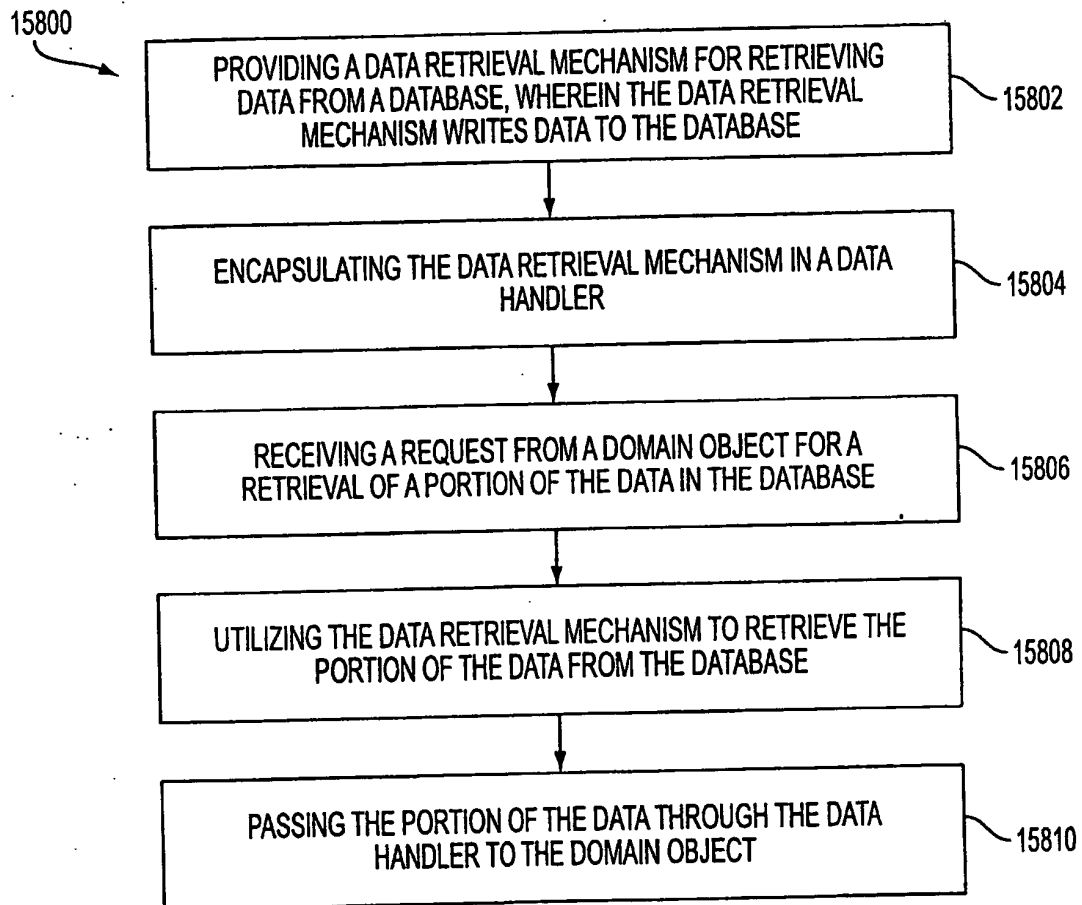 15800
PROVIDING A DATA RETRIEVAL MECHANISM FOR RETRIEVING
DATA FROM A DATABASE, WHEREIN THE DATA RETRIEVAL
MECHANISM WRITES DATA TO THE DATABASE
15802
ENCAPSULATING THE DATA RETRIEVAL MECHANISM IN A DATA
HANDLER
15804
RECEIVING A REQUEST FROM A DOMAIN OBJECT FOR A
RETRIEVAL OF A PORTION OF THE DATA IN THE DATABASE
15806
UTILIZING THE DATA RETRIEVAL MECHANISM TO RETRIEVE THE
PORTION OF THE DATA FROM THE DATABASE
15808
PASSING THE PORTION OF THE DATA THROUGH THE DATA
HANDLER TO THE DOMAIN OBJECT
15810